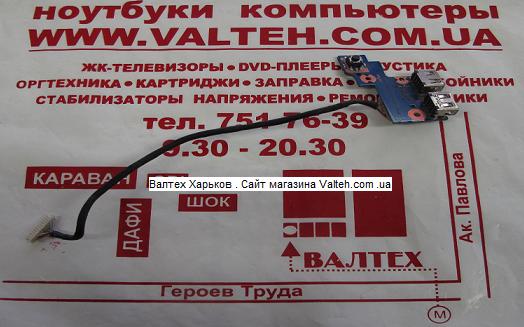 ноутбуки компьютеры
WWW.VALTEH.COM.UA
ЖК-ТЕЛЕВИЗОРЫ • DVD-ПЛЕЕРЫ
ОРГТЕХНИКА • КАРТРИДЖИ • ЗАПРАВКА
СТАБИЛИЗАТОРЫ НАПРЯЖЕНИЯ •
тел. 751-76-39
9.30 - 20.30
КАРАВАН
Валтех Харьков . Сайт магазина Valteh.com.ua
ШОК
ДАФИ
Ак. Павлова
ВАЛТЕХ
Героев Труда
М